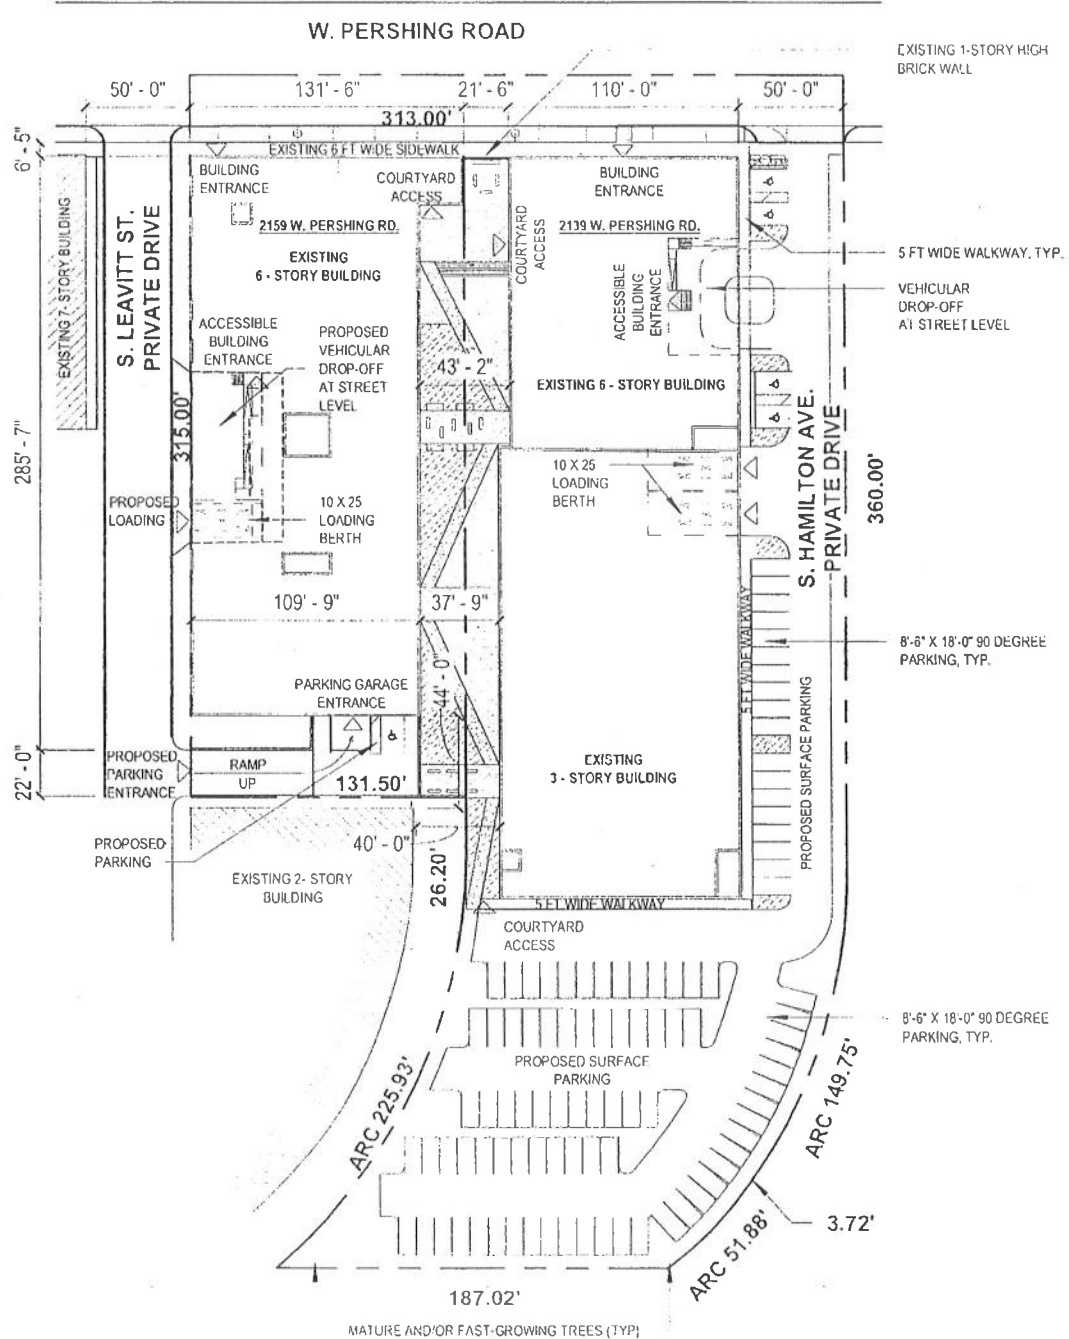 W. PERSHING ROAD
EXISTING 1-STORY HIGH
BRICK WALL
50' - 0"
131' - 6"
21' - 6"
110' - 0"
50' - 0"
313.00'
6' - 5"
EXISTING 6 FT WIDE SIDEWALK
BUILDING
ENTRANCE
COURTYARD
ACCESS
BUILDING
ENTRANCE
2159 W. PERSHING RD.
2139 W. PERSHING RD.
EXISTING
6 - STORY BUILDING
COURTYARD
ACCESS
5 FT WIDE WALKWAY, TYP.
EXISTING 7- STORY BUILDING
S. LEAVITT ST.
PRIVATE DRIVE
ACCESSIBLE
BUILDING
ENTRANCE
VEHICULAR
DROP-OFF
AT STREET LEVEL
ACCESSIBLE
BUILDING
ENTRANCE
PROPOSED
VEHICULAR
DROP-OFF
AT STREET
LEVEL
43' - 2"
EXISTING 6 - STORY BUILDING
315.00'
285' - 7"
S. HAMILTON AVE.
PRIVATE DRIVE
360.00'
10 X 25
LOADING
BERTH
PROPOSED
LOADING
10 X 25
LOADING
BERTH
109' - 9"
37' - 9"
5 FT WIDE WALKWAY
8'-6" X 18'-0" 90 DEGREE
PARKING, TYP.
PARKING GARAGE
ENTRANCE
44' - 0"
PROPOSED SURFACE PARKING
22' - 0"
PROPOSED
PARKING
ENTRANCE
RAMP
UP
131.50'
EXISTING
3 - STORY BUILDING
PROPOSED
PARKING
40' - 0"
26.20'
EXISTING 2- STORY
BUILDING
5 FT WIDE WALKWAY
COURTYARD
ACCESS
8'-6" X 18'-0" 90 DEGREE
PARKING, TYP.
PROPOSED SURFACE
PARKING
ARC 225.93'
ARC 149.75'
3.72'
ARC 51.88'
187.02'
MATURE AND/OR FAST-GROWING TREES (TYP)